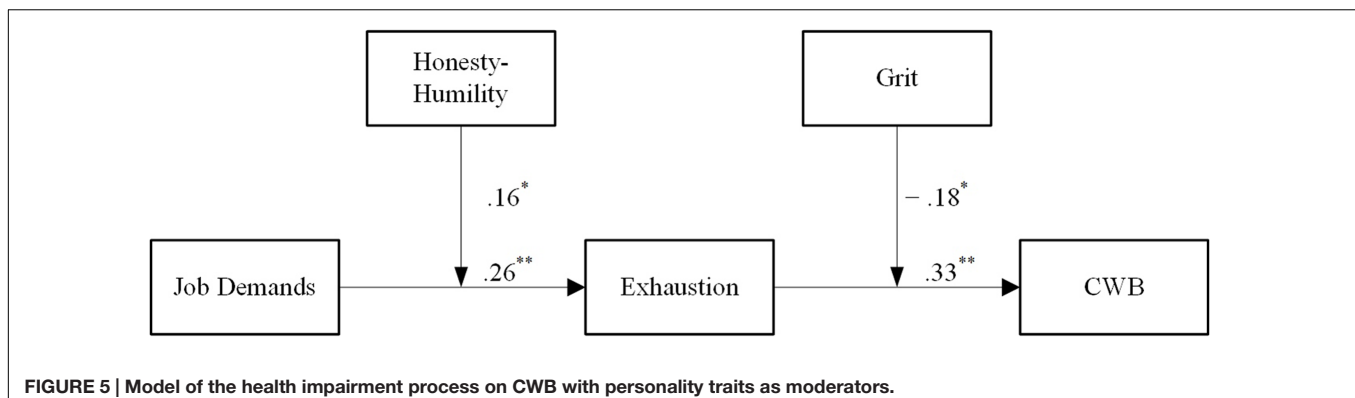 Honesty-
Humility
Grit
.16*
– .18*
Job Demands
.26**
Exhaustion
.33**
CWB
FIGURE 5 | Model of the health impairment process on CWB with personality traits as moderators.